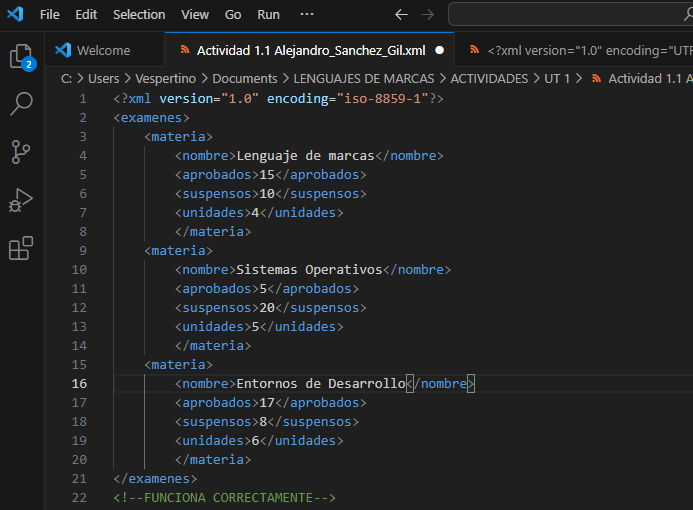 File Edit Selection View Go Run ···
Welcome
Actividad 1.1 Alejandro_Sanchez_Gil.xml
<?xml version="1.0" encoding="UTF
C: > Users > Vespertino > Documents > LENGUAJES DE MARCAS > ACTIVIDADES > UT 1 > Actividad 1.1 A
2
1 <?xml version="1.0" encoding="iso-8859-1"?>
2 <examenes>
3 <materia>
4 <nombre>Lenguaje de marcas</nombre>
5 <aprobados>15</aprobados>
6 <suspensos>10</suspensos>
7 <unidades>4</unidades>
8 </materia>
9 <materia>
10 <nombre>Sistemas Operativos</nombre>
11 <aprobados>5</aprobados>
12 <suspensos>20</suspensos>
13 <unidades>5</unidades>
14 </materia>
15 <materia>
16 <nombre>Entornos de Desarrollo</nombre>
17 <aprobados>17</aprobados>
18 <suspensos>8</suspensos>
19 <unidades>6</unidades>
20 </materia>
21 </examenes>
22 <!--FUNCIONA CORRECTAMENTE-->